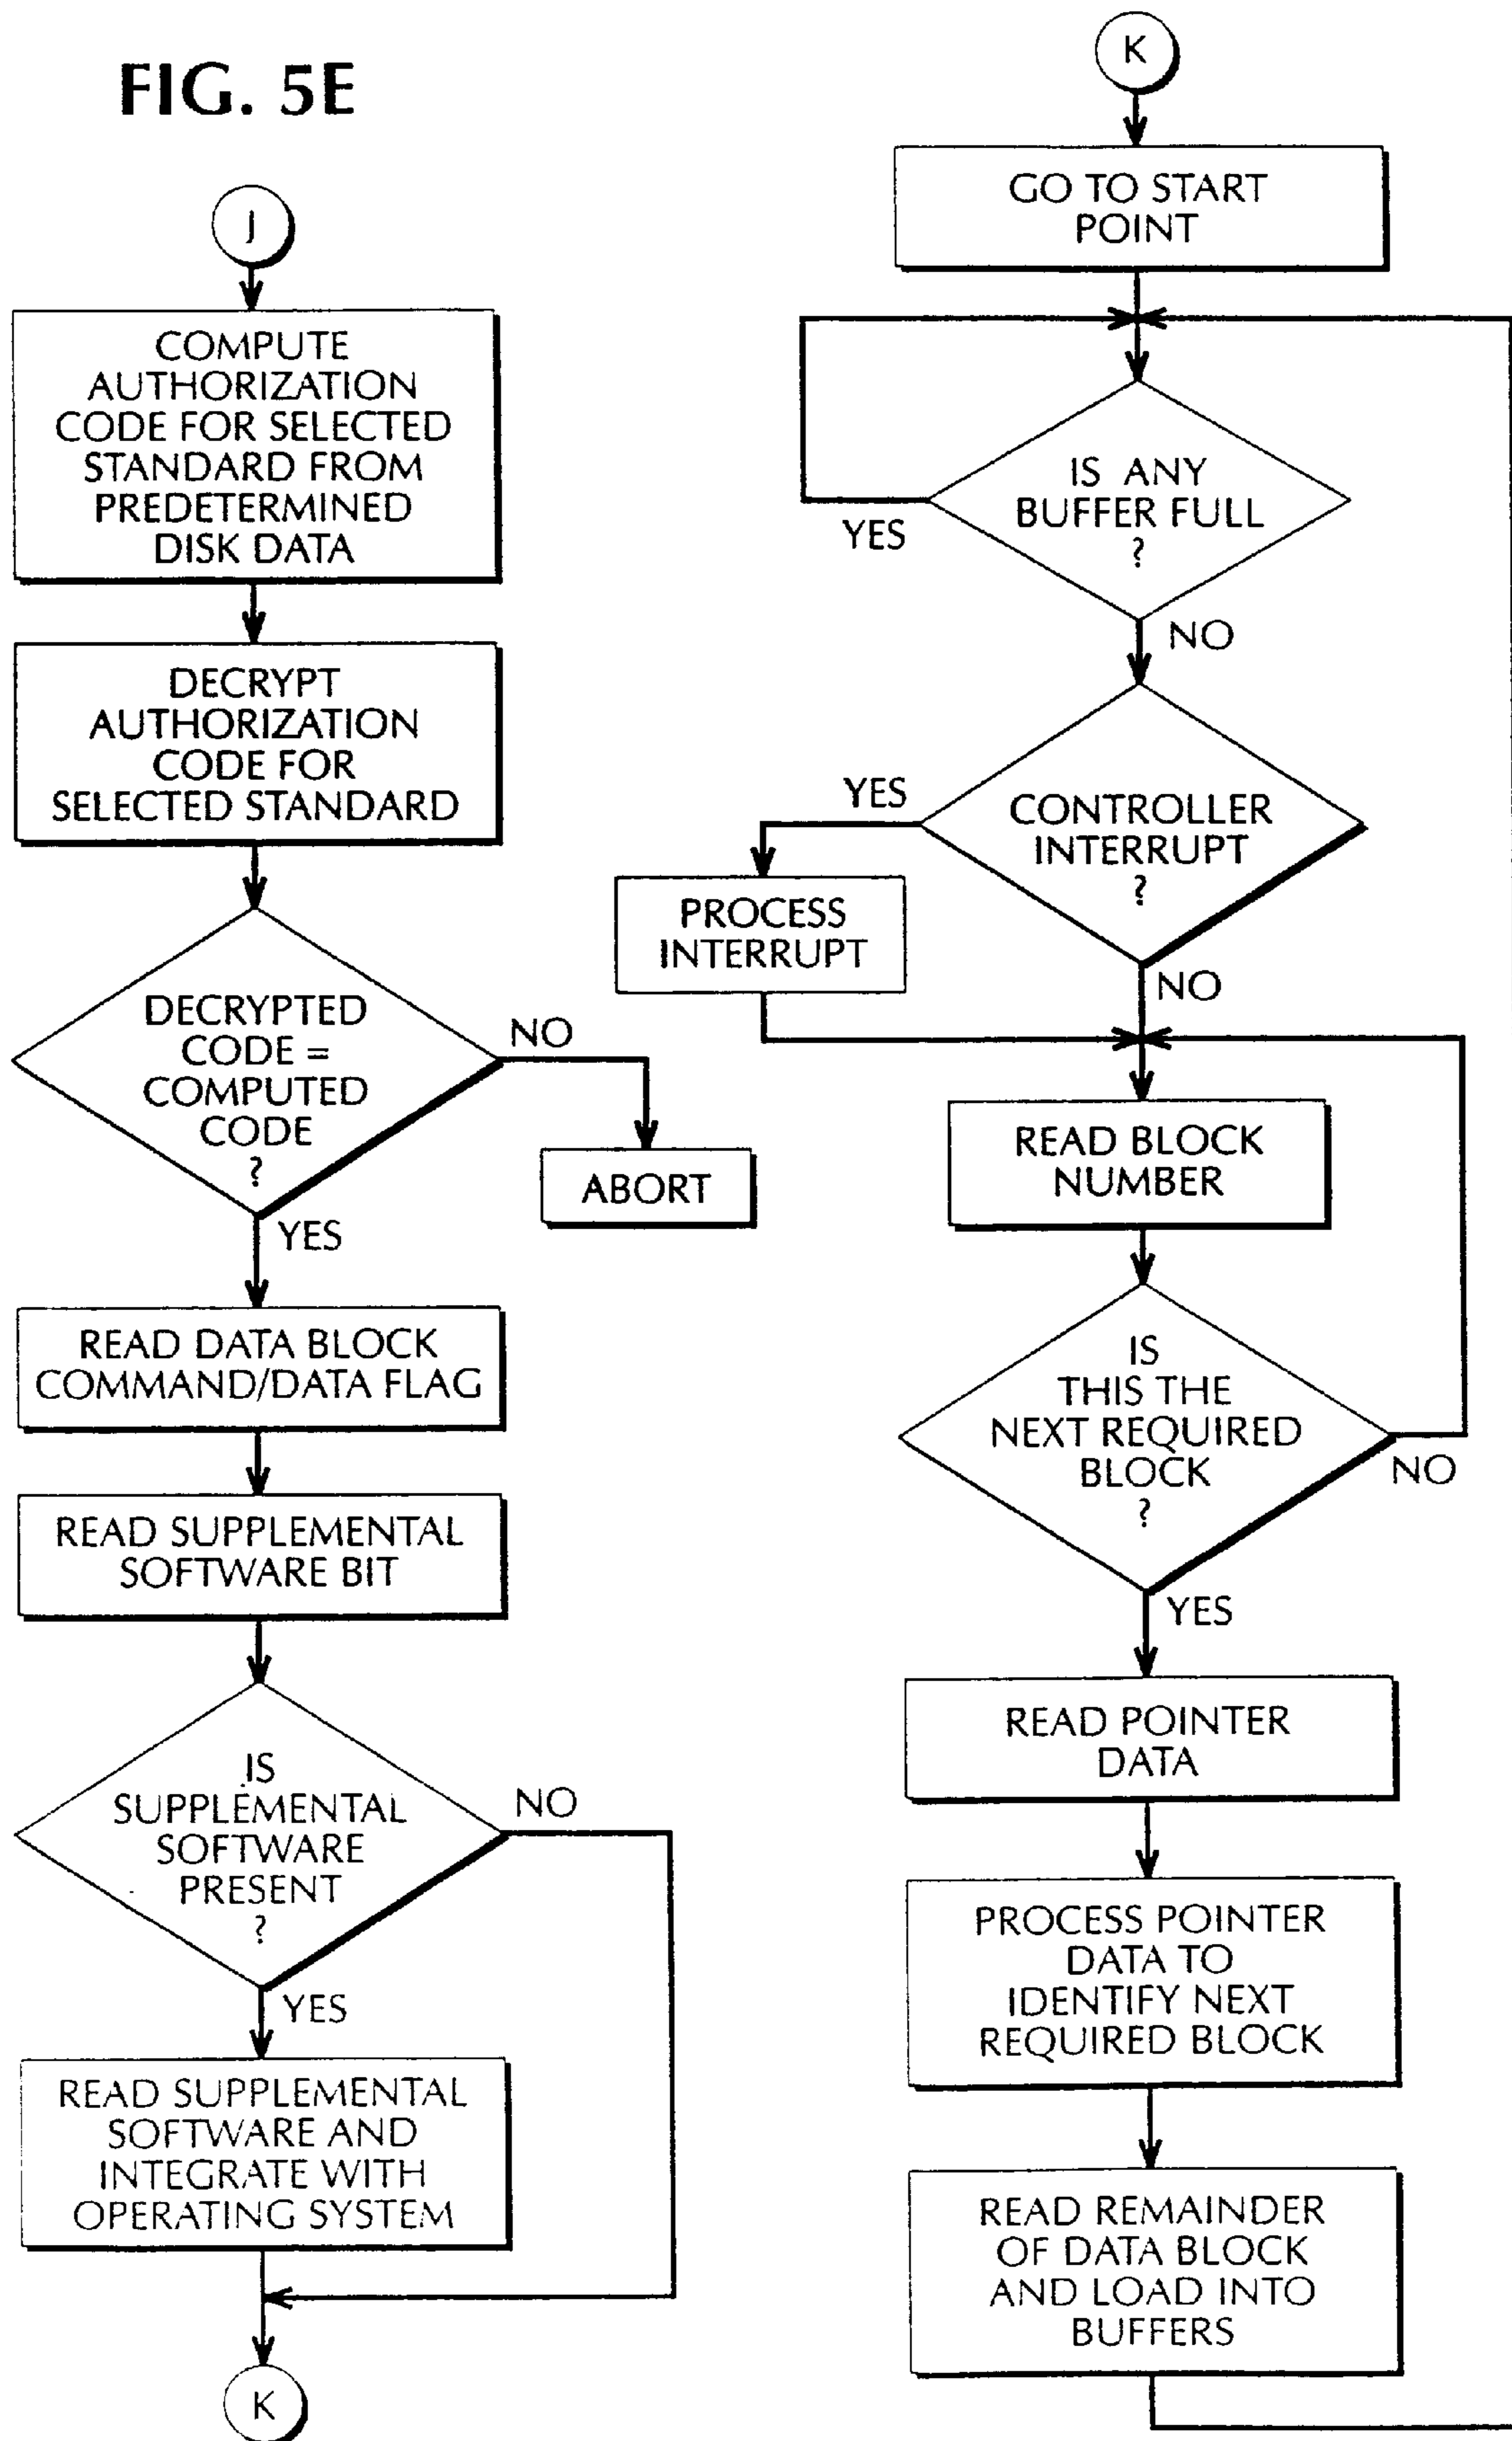 FIG. 5E
J
COMPUTE
AUTHORIZATION
CODE FOR SELECTED
STANDARD FROM
PREDETERMINED
DISK DATA
DECRYPT
AUTHORIZATION
CODE FOR
SELECTED STANDARD
DECRYPTED
CODE =
COMPUTED
CODE
?
NO
ABORT
YES
READ DATA BLOCK
COMMAND/DATA FLAG
READ SUPPLEMENTAL
SOFTWARE BIT
IS
SUPPLEMENTAL
SOFTWARE
PRESENT
?
NO
YES
READ SUPPLEMENTAL
SOFTWARE AND
INTEGRATE WITH
OPERATING SYSTEM
K
K
GO TO START
POINT
IS ANY
BUFFER FULL
?
YES
NO
CONTROLLER
INTERRUPT
?
YES
PROCESS
INTERRUPT
NO
READ BLOCK
NUMBER
IS
THIS THE
NEXT REQUIRED
BLOCK
?
NO
YES
READ POINTER
DATA
PROCESS POINTER
DATA TO
IDENTIFY NEXT
REQUIRED BLOCK
READ REMAINDER
OF DATA BLOCK
AND LOAD INTO
BUFFERS